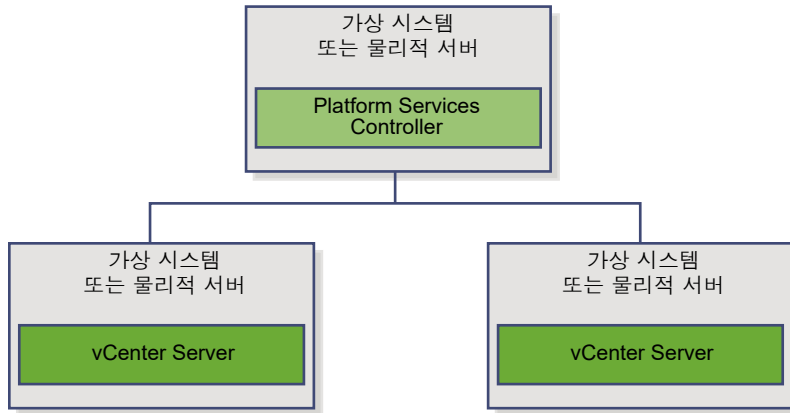 가상 시스템
또는 물리적 서버
Platform Services
Controller
가상 시스템
또는 물리적 서버
vCenter Server
가상 시스템
또는 물리적 서버
vCenter Server